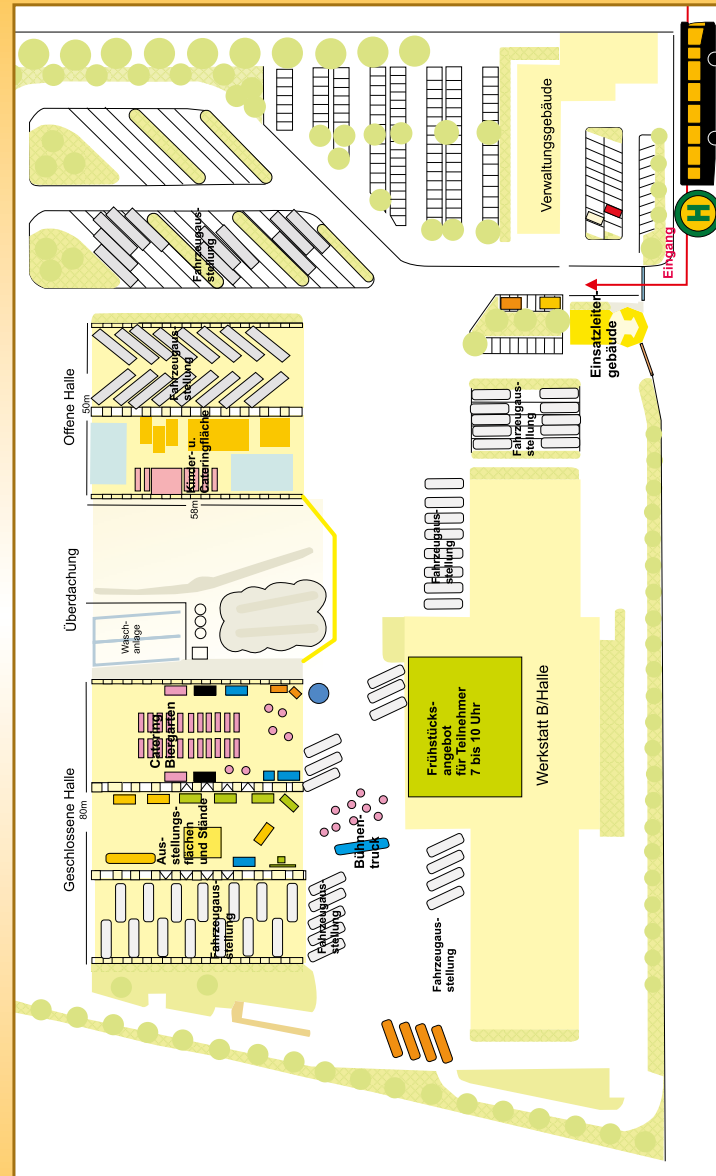 Verwaltungsgebäude
H
Eingang
Einsatzleiter-
gebäude
Fahrzeugaus-
stellung
Offene Halle
50m
Fahrzeugaus-
stellung
Kinder- u.
Cateringfläche
58m
Fahrzeugaus-
stellung
Fahrzeugaus-
stellung
Überdachung
Wasch-
anlage
Geschlossene Halle
80m
Catering
Biergarten
Aus-
stellungs-
flächen
und Stände
Fahrzeugaus-
stellung
Fahrzeugaus-
stellung
Bühnen-
truck
Frühstücks-
angebot
für Teilnehmer
7 bis 10 Uhr
Werkstatt B/Halle
Fahrzeugaus-
stellung